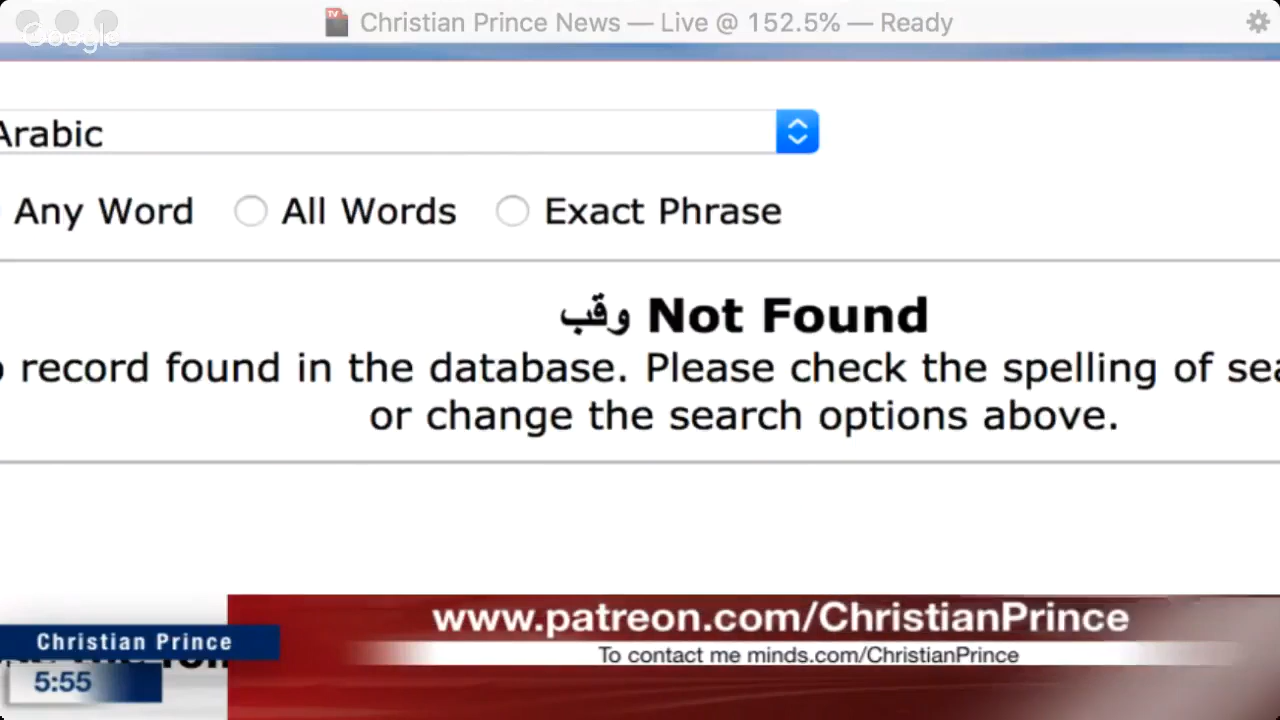 Christian Prince News — Live @ 152.5% — Ready
Google
Arabic
Any Word All Words Exact Phrase
وقب Not Found
record found in the database. Please check the spelling of
or change the search options above.
www.patreon.com/ChristianPrince
Christian Prince
To contact me minds.com/ChristianPrince
5:55